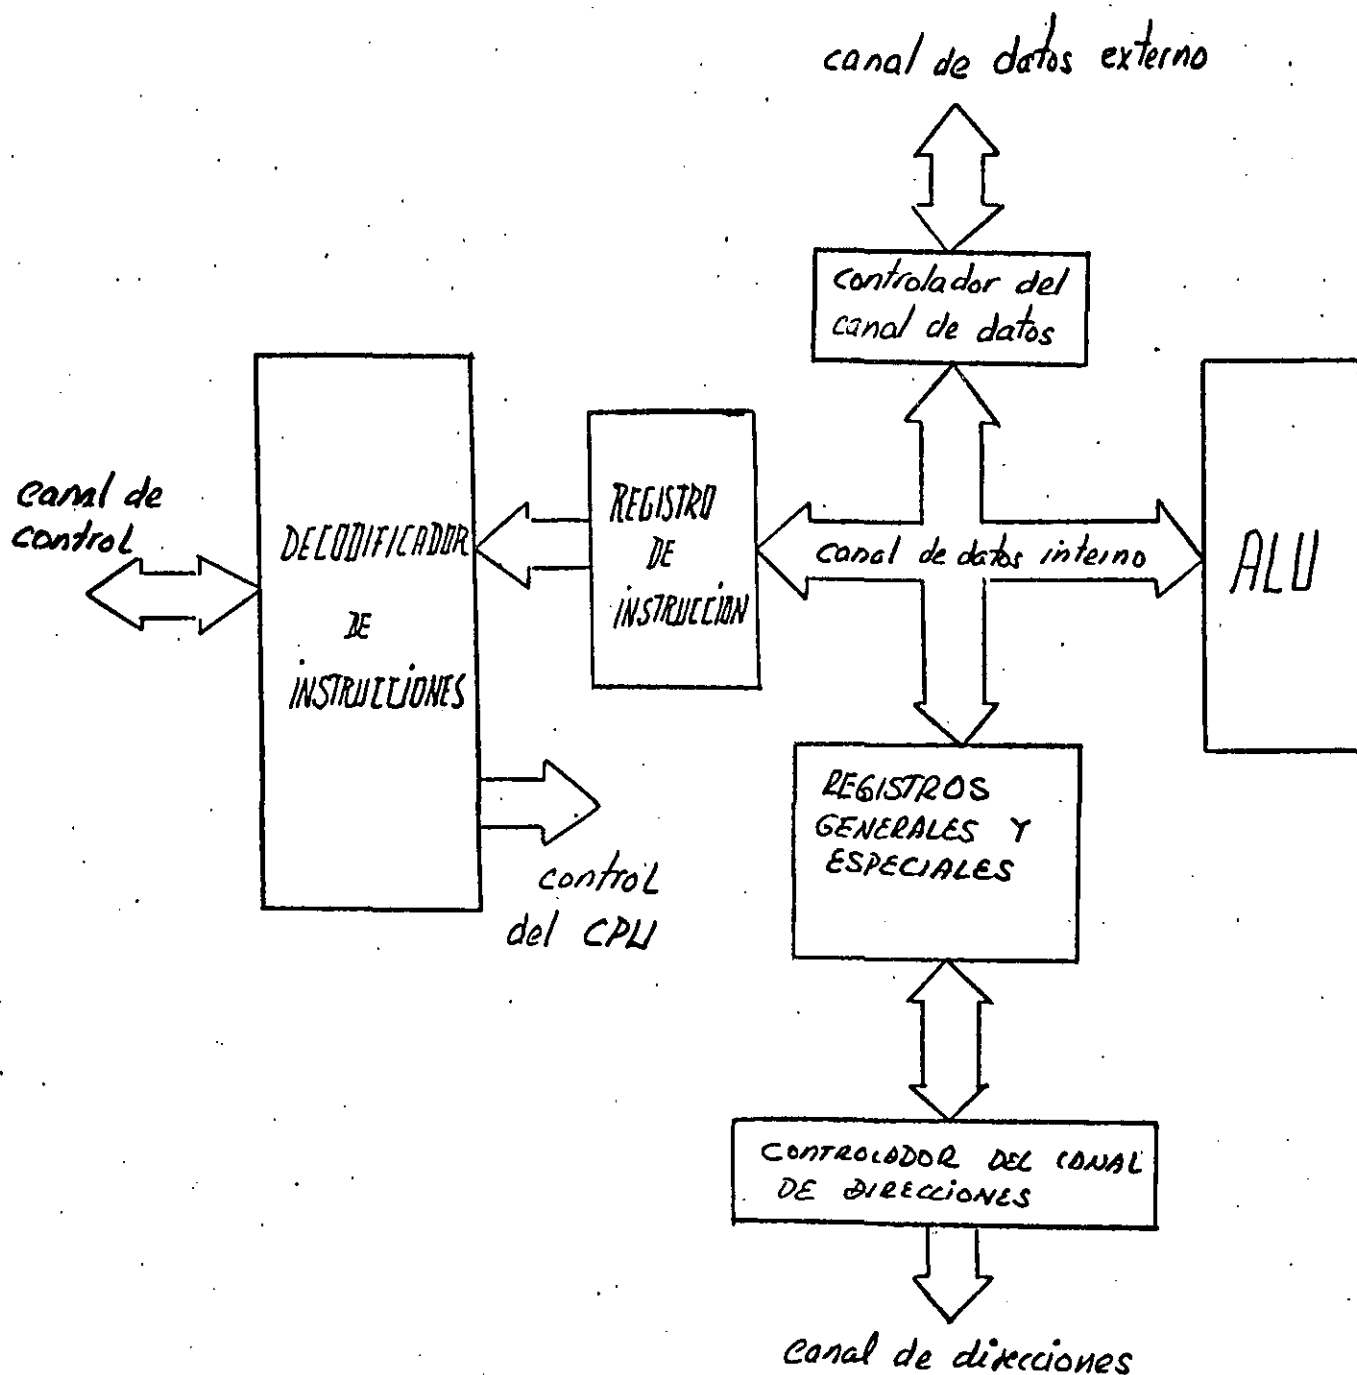 canal de datos externo
controlador del
canal de datos
canal de
control
DECODIFICADOR
DE
INSTRUCCIONES
REGISTRO
DE
INSTRUCCION
canal de datos interno
ALU
REGISTROS
GENERALES Y
ESPECIALES
control
del CPU
CONTROLADOR DEL CANAL
DE DIRECCIONES
canal de direcciones